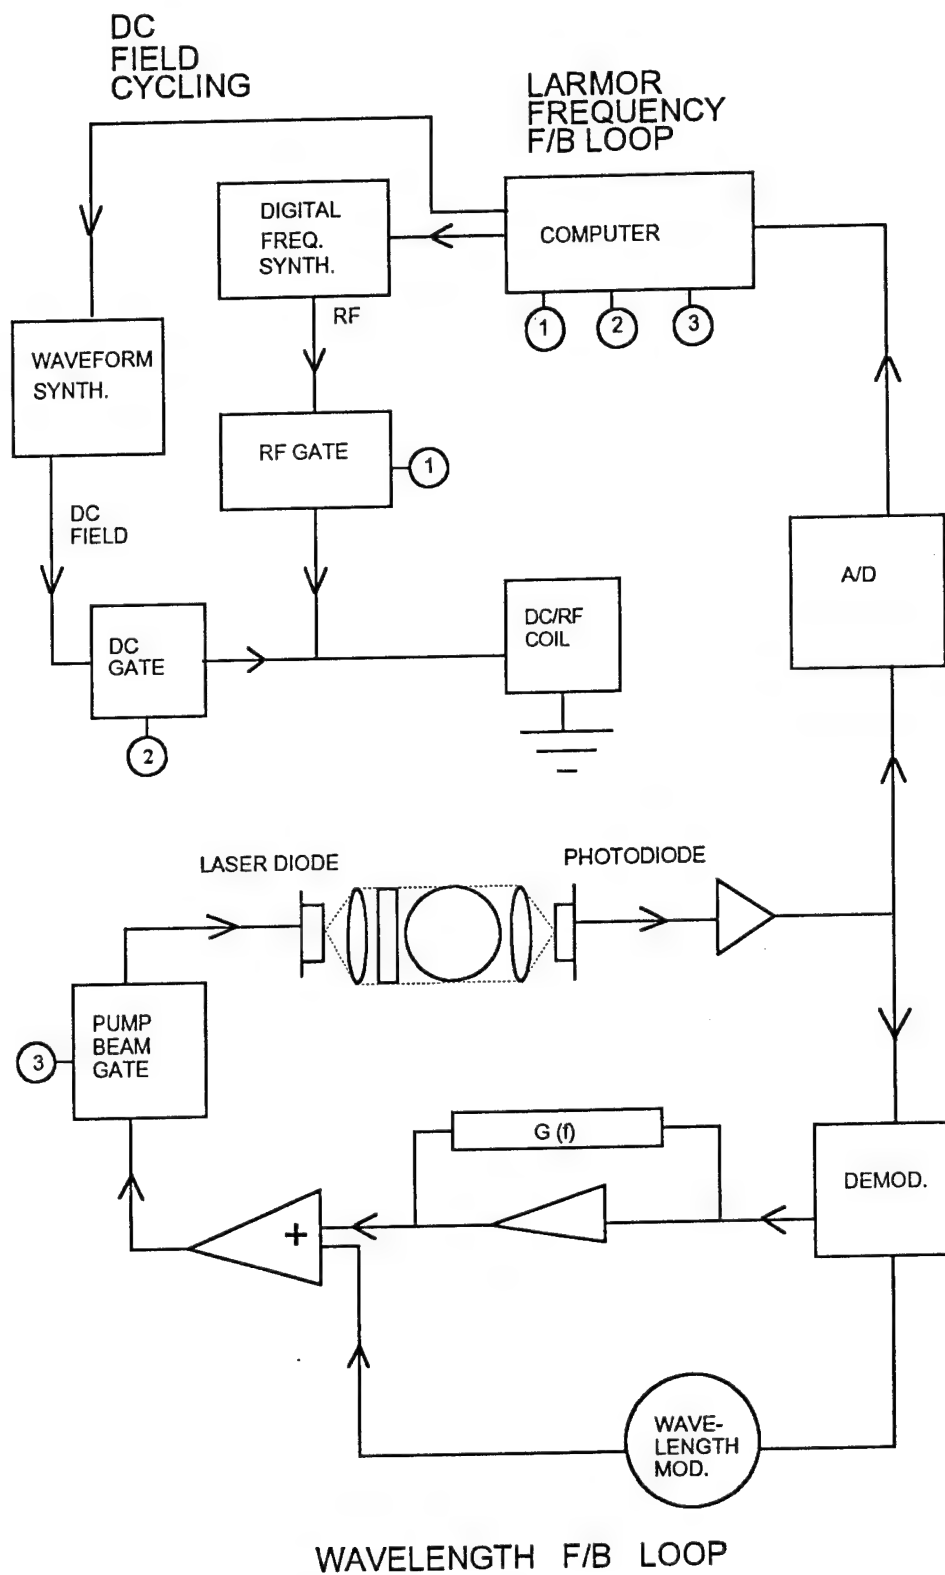 DC
FIELD
CYCLING
LARMOR
FREQUENCY
F/B LOOP
DIGITAL
FREQ.
SYNTH.
COMPUTER
1
2
3
RF
WAVEFORM
SYNTH.
RF GATE
1
DC
FIELD
A/D
DC
GATE
DC/RF
COIL
2
LASER DIODE
PHOTODIODE
PUMP
BEAM
GATE
3
G (f)
DEMOD.
+
WAVE-
LENGTH
MOD.
WAVELENGTH F/B LOOP